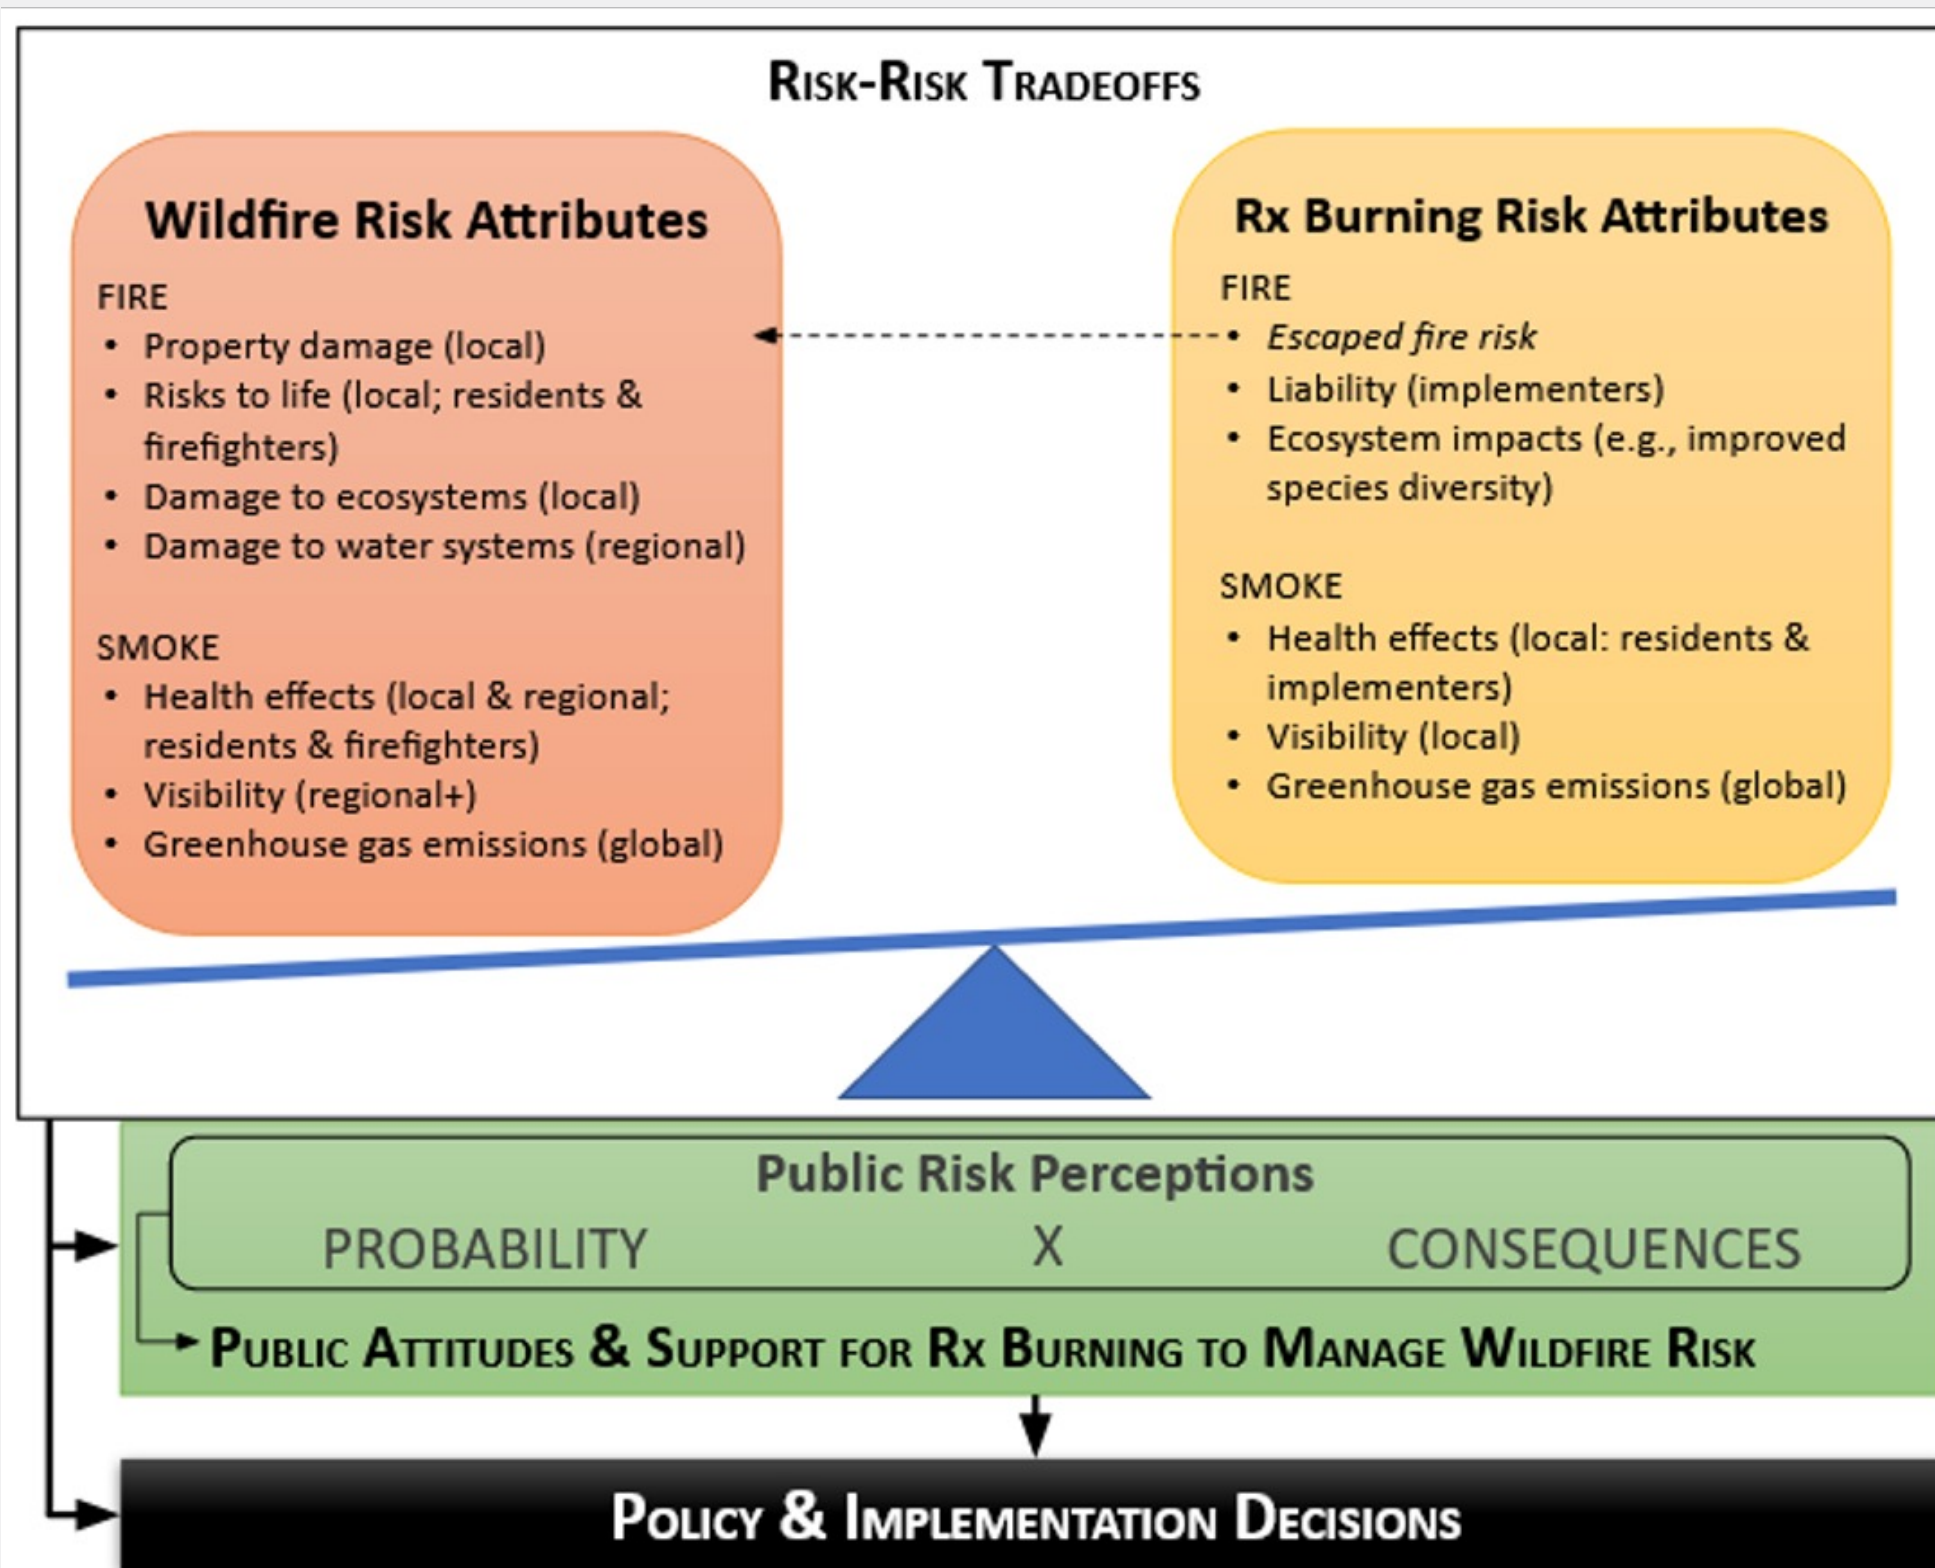 RISK-RISK TRADEOFFS
Wildfire Risk Attributes
FIRE
• Property damage (local)
• Risks to life (local; residents &
firefighters)
• Damage to ecosystems (local)
• Damage to water systems (regional)
SMOKE
• Health effects (local & regional;
residents & firefighters)
• Visibility (regional+)
• Greenhouse gas emissions (global)
Rx Burning Risk Attributes
FIRE
• Escaped fire risk
• Liability (implementers)
• Ecosystem impacts (e.g., improved
species diversity)
SMOKE
• Health effects (local: residents &
implementers)
• Visibility (local)
• Greenhouse gas emissions (global)
Public Risk Perceptions
PROBABILITY X CONSEQUENCES
PUBLIC ATTITUDES & SUPPORT FOR RX BURNING TO MANAGE WILDFIRE RISK
POLICY & IMPLEMENTATION DECISIONS